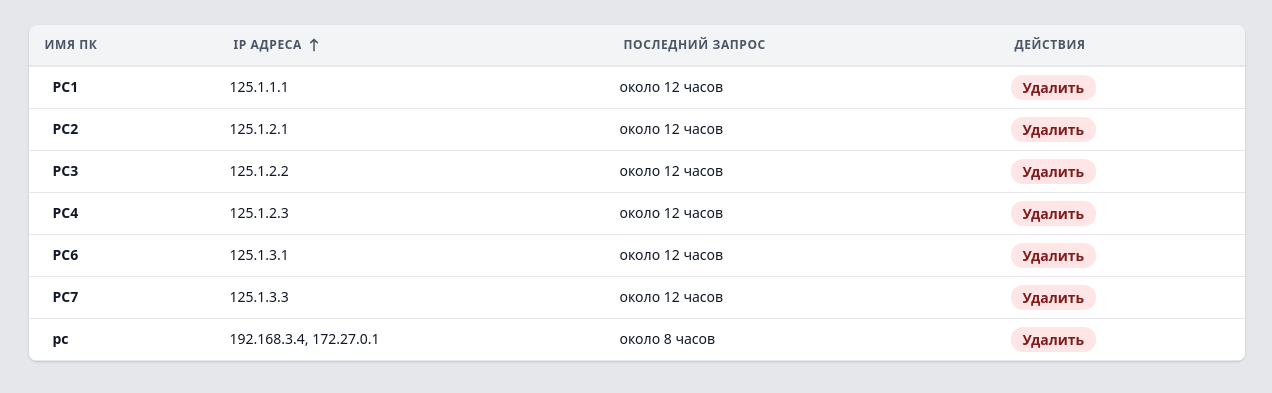 ИМЯ ПК IP АДРЕСА ↑ ПОСЛЕДНИЙ ЗАПРОС ДЕЙСТВИЯ
PC1 125.1.1.1 около 12 часов Удалить
PC2 125.1.2.1 около 12 часов Удалить
PC3 125.1.2.2 около 12 часов Удалить
PC4 125.1.2.3 около 12 часов Удалить
PC6 125.1.3.1 около 12 часов Удалить
PC7 125.1.3.3 около 12 часов Удалить
pc 192.168.3.4, 172.27.0.1 около 8 часов Удалить